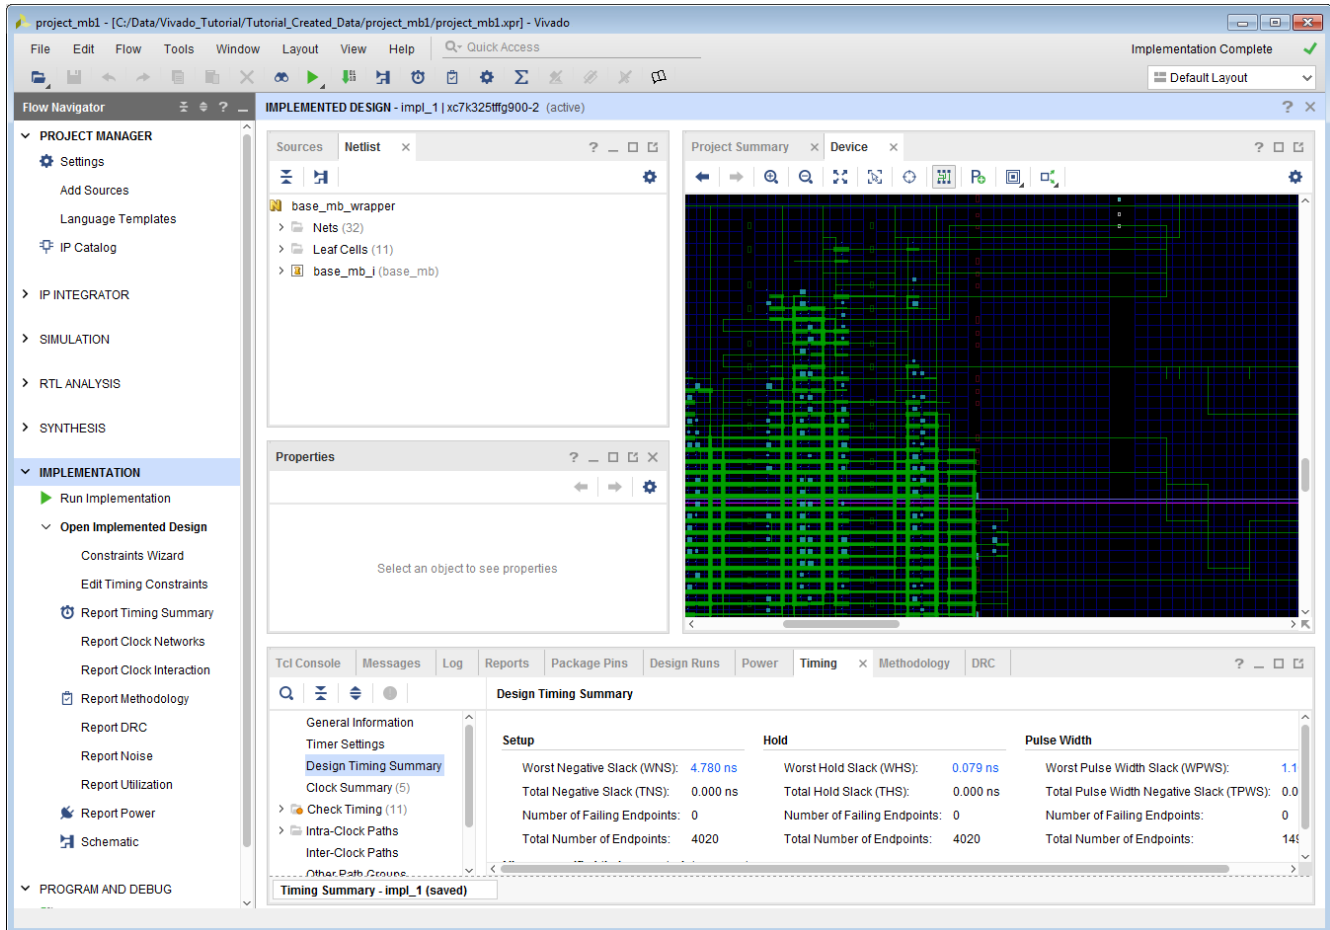 project_mb1 - [C:/Data/Vivado_Tutorial/Tutorial_Created_Data/project_mb1/project_mb1.xpr] - Vivado
File Edit Flow Tools Window Layout View Help Quick Access Implementation Complete
Default Layout
Flow Navigator
IMPLEMENTED DESIGN - impl_1 | xc7k325tffg900-2 (active)
PROJECT MANAGER
Settings
Add Sources
Language Templates
IP Catalog
IP INTEGRATOR
SIMULATION
RTL ANALYSIS
SYNTHESIS
IMPLEMENTATION
Run Implementation
Open Implemented Design
Constraints Wizard
Edit Timing Constraints
Report Timing Summary
Report Clock Networks
Report Clock Interaction
Report Methodology
Report DRC
Report Noise
Report Utilization
Report Power
Schematic
PROGRAM AND DEBUG
Sources Netlist
base_mb_wrapper
Nets (32)
Leaf Cells (11)
base_mb_i (base_mb)
Project Summary Device
Properties
Select an object to see properties
Tcl Console Messages Log Reports Package Pins Design Runs Power Timing Methodology DRC
General Information
Timer Settings
Design Timing Summary
Clock Summary (5)
Check Timing (11)
Intra-Clock Paths
Inter-Clock Paths
Other Path Groups
Design Timing Summary
Setup Hold Pulse Width
Worst Negative Slack (WNS): 4.780 ns Worst Hold Slack (WHS): 0.079 ns Worst Pulse Width Slack (WPWS): 1.1
Total Negative Slack (TNS): 0.000 ns Total Hold Slack (THS): 0.000 ns Total Pulse Width Negative Slack (TPWS): 0.0
Number of Failing Endpoints: 0 Number of Failing Endpoints: 0 Number of Failing Endpoints: 0
Total Number of Endpoints: 4020 Total Number of Endpoints: 4020 Total Number of Endpoints: 149
Timing Summary - impl_1 (saved)